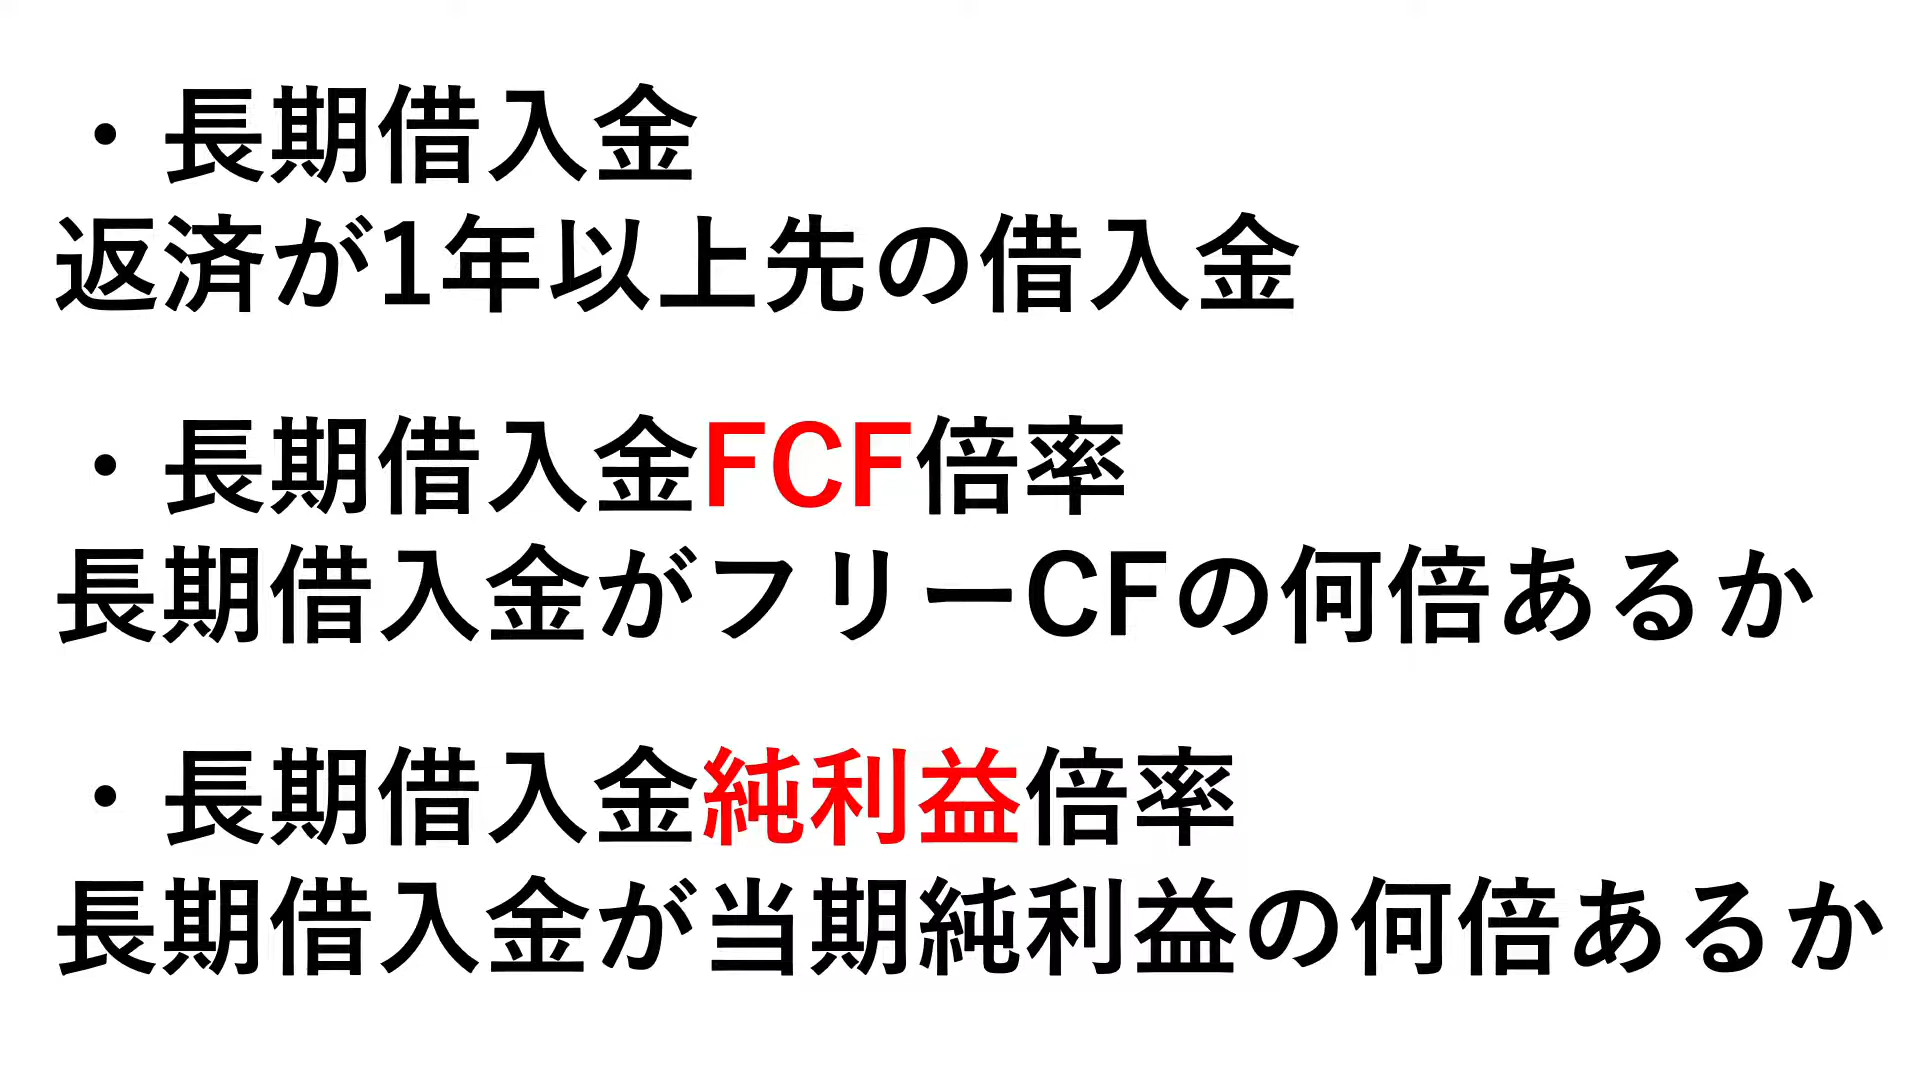 ・長期借入金
返済が1年以上先の借入金
・長期借入金FCF倍率
長期借入金がフリーCFの何倍あるか
・長期借入金純利益倍率
長期借入金が当期純利益の何倍あるか